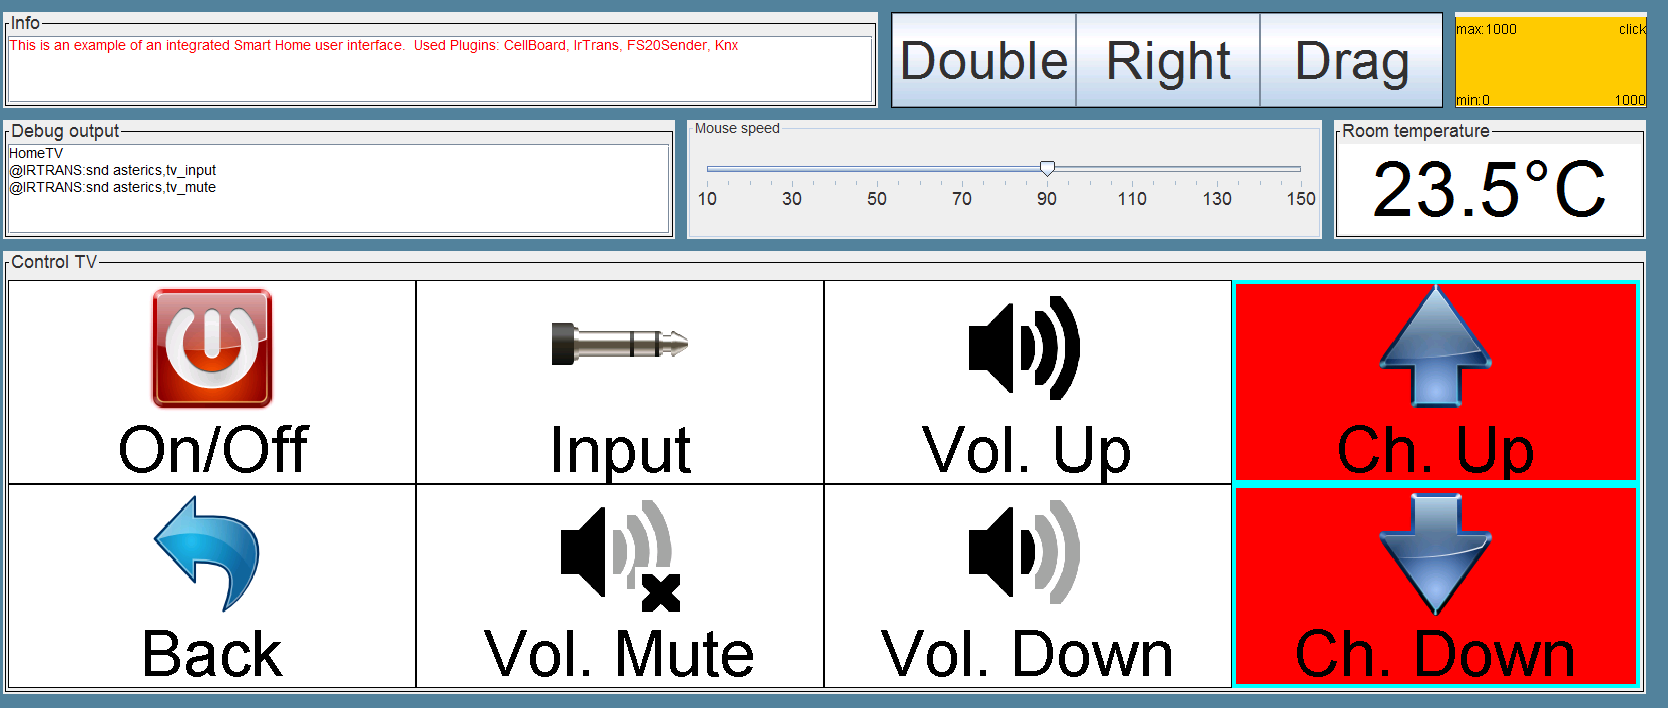 Info
This is an example of an integrated Smart Home user interface.  Used Plugins: CellBoard, IrTrans, FS20Sender, Knx
Double Right Drag
max:1000 click
min:0 1000
Debug output
HomeTV
@IRTRANS:snd asterics,tv_input
@IRTRANS:snd asterics,tv_mute
Mouse speed
10 30 50 70 90 110 130 150
Room temperature
23.5°C
Control TV
On/Off Input Vol. Up Ch. Up
Back Vol. Mute Vol. Down Ch. Down